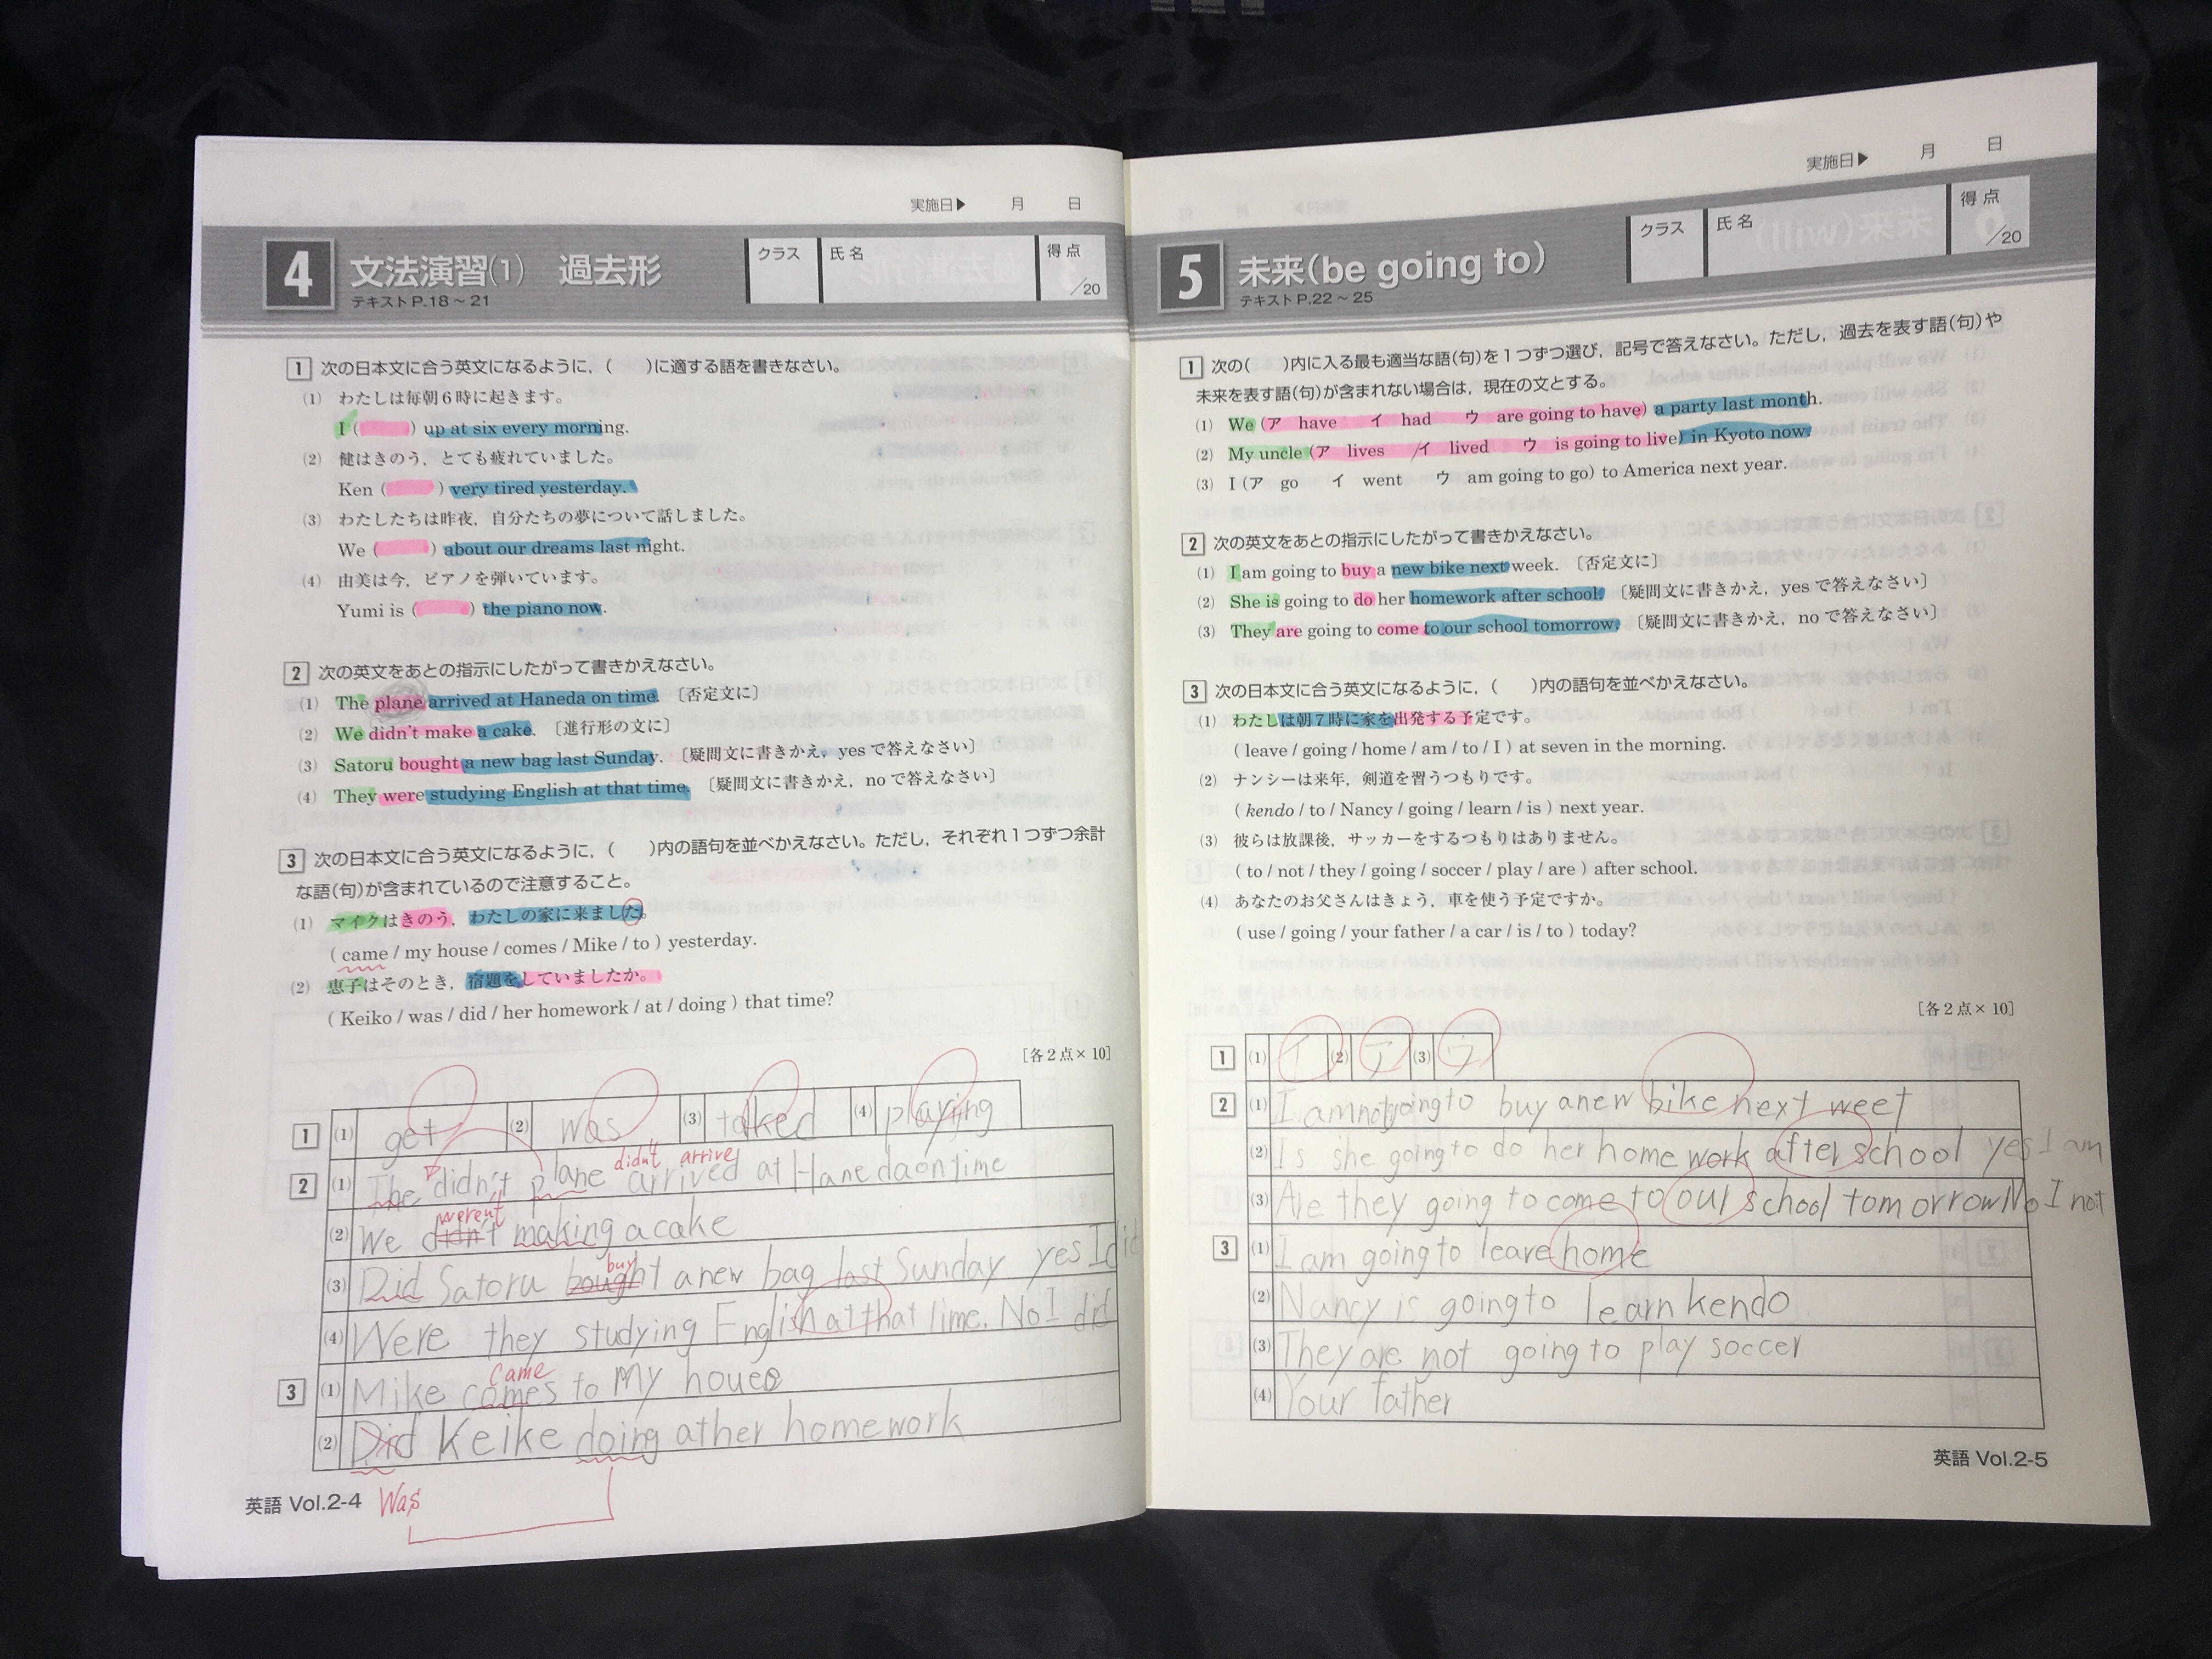 実施日▶ 月 日
4 文法演習(1) 過去形
テキストP.18～21
クラス 氏名 得点 /20
1 次の日本文に合う英文になるように，( )に適する語を書きなさい。
(1) わたしは毎朝6時に起きます。
I ( ) up at six every morning.
(2) 健はきのう，とても疲れていました。
Ken ( ) very tired yesterday.
(3) わたしたちは昨夜，自分たちの夢について話しました。
We ( ) about our dreams last night.
(4) 由美は今，ピアノを弾いています。
Yumi is ( ) the piano now.
2 次の英文をあとの指示にしたがって書きかえなさい。
(1) The plane arrived at Haneda on time. 〔否定文に〕
(2) We didn't make a cake. 〔進行形の文に〕
(3) Satoru bought a new bag last Sunday. 〔疑問文に書きかえ，yesで答えなさい〕
(4) They were studying English at that time. 〔疑問文に書きかえ，noで答えなさい〕
3 次の日本文に合う英文になるように，( )内の語句を並べかえなさい。ただし，それぞれ1つずつ余計
な語(句)が含まれているので注意すること。
(1) マイクはきのう，わたしの家に来ました。
( came / my house / comes / Mike / to ) yesterday.
(2) 恵子はそのとき，宿題をしていましたか。
( Keiko / was / did / her homework / at / doing ) that time?
[各2点×10]
1 (1) get (2) was (3) talked (4) playing
didn't arrive
2 (1) The didn't plane arrived at Hanedaontime
weren't
(2) We didn't making a cake
buy
(3) Did Satoru bought a new bag last Sunday yes I did
(4) Were they studying English at that time. No I did
came
3 (1) Mike comes to my houes
(2) Did Keike doing ather homework
Was
英語 Vol.2-4
実施日▶ 月 日
5 未来(be going to)
テキストP.22～25
クラス 氏名 得点 /20
1 次の( )内に入る最も適当な語(句)を1つずつ選び，記号で答えなさい。ただし，過去を表す語(句)や
未来を表す語(句)が含まれない場合は，現在の文とする。
(1) We (ア have イ had ウ are going to have) a party last month.
(2) My uncle (ア lives イ lived ウ is going to live) in Kyoto now.
(3) I (ア go イ went ウ am going to go) to America next year.
2 次の英文をあとの指示にしたがって書きかえなさい。
(1) I am going to buy a new bike next week. 〔否定文に〕
(2) She is going to do her homework after school. 〔疑問文に書きかえ，yesで答えなさい〕
(3) They are going to come to our school tomorrow. 〔疑問文に書きかえ，noで答えなさい〕
3 次の日本文に合う英文になるように，( )内の語句を並べかえなさい。
(1) わたしは朝7時に家を出発する予定です。
( leave / going / home / am / to / I ) at seven in the morning.
(2) ナンシーは来年，剣道を習うつもりです。
( kendo / to / Nancy / going / learn / is ) next year.
(3) 彼らは放課後，サッカーをするつもりはありません。
( to / not / they / going / soccer / play / are ) after school.
(4) あなたのお父さんはきょう，車を使う予定ですか。
( use / going / your father / a car / is / to ) today?
[各2点×10]
1 (1) イ (2) ア (3) ウ
2 (1) I am not going to buy a new bike next weet
(2) Is she going to do her home work after school yes I am
(3) Are they going to come to our school tomorrow No I not
3 (1) I am going to leave home
(2) Nancy is going to learn kendo
(3) They are not going to play soccer
(4) Your father
英語 Vol.2-5